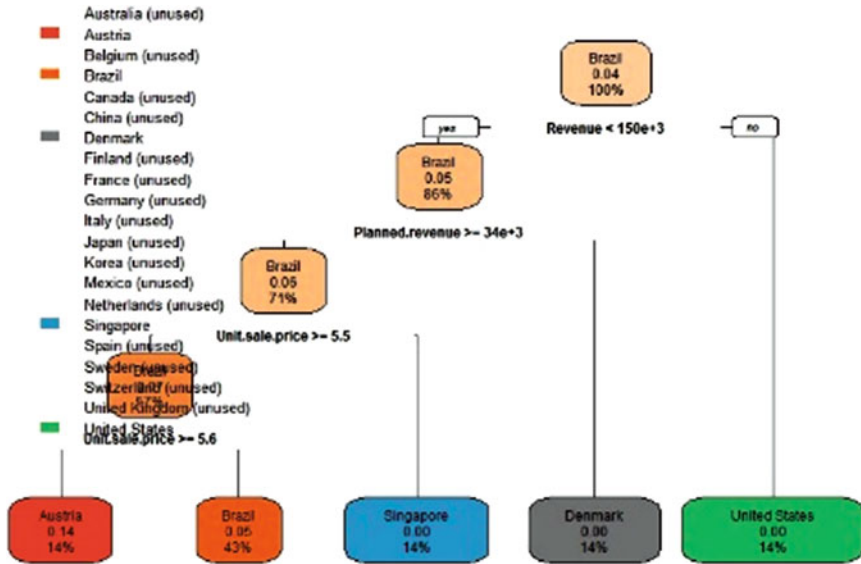 Australia (unused)
Austria
Belgium (unused)
Brazil
Canada (unused)
China (unused)
Denmark
Finland (unused)
France (unused)
Germany (unused)
Italy (unused)
Japan (unused)
Korea (unused)
Mexico (unused)
Netherlands (unused)
Singapore
Spain (unused)
Sweden (unused)
Switzerland (unused)
United Kingdom (unused)
United States
Brazil
0.04
100%
yes
Revenue < 150e+3
no
Brazil
0.05
86%
Planned.revenue >= 34e+3
Brazil
0.06
71%
Unit.sale.price >= 5.5
Brazil
0.07
57%
Unit.sale.price >= 5.6
Austria
0.14
14%
Brazil
0.05
43%
Singapore
0.00
14%
Denmark
0.00
14%
United States
0.00
14%